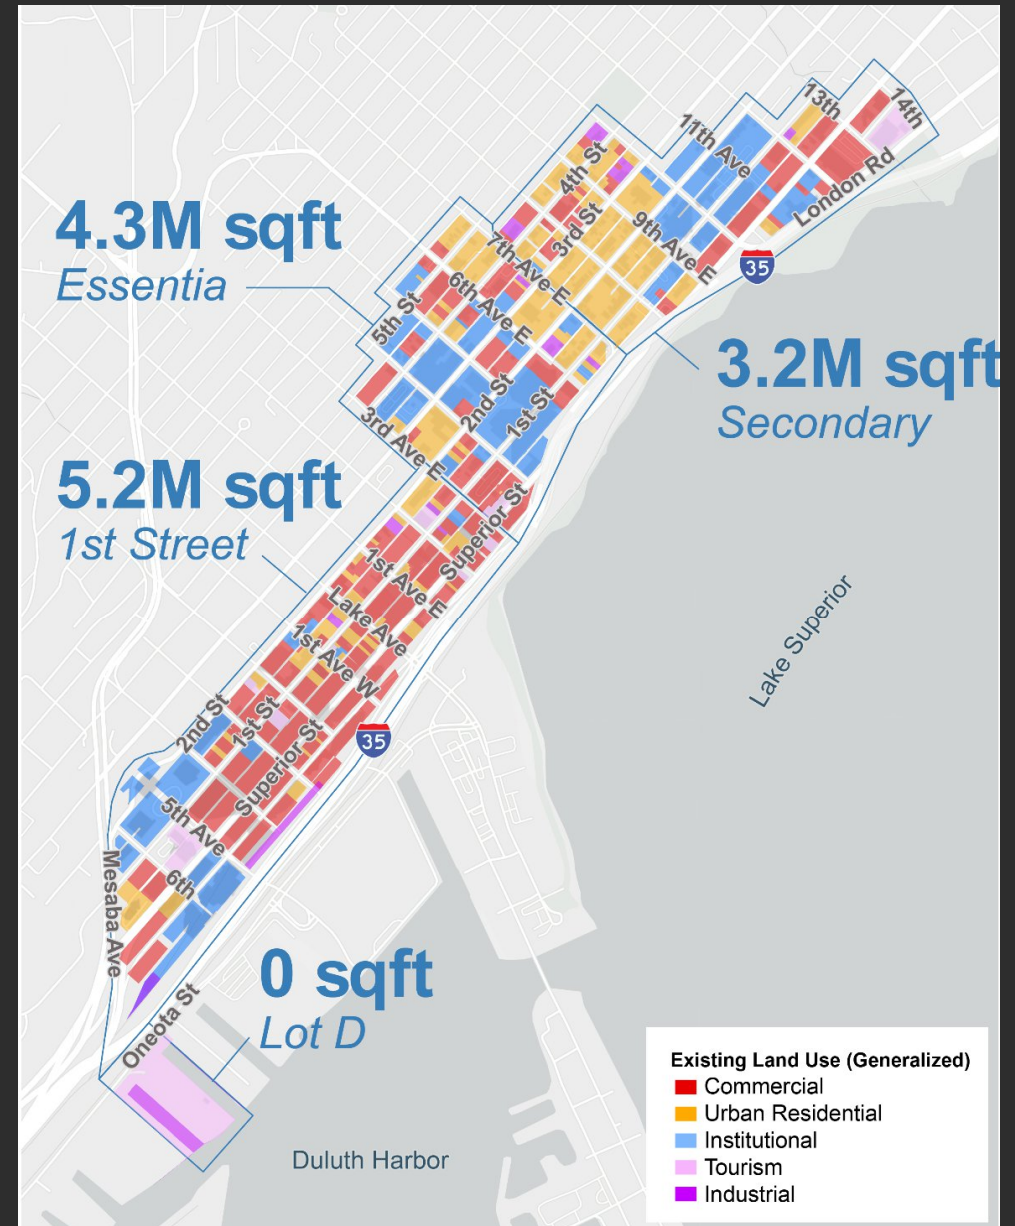 13th
14th
11th Ave
4th St
London Rd
4.3M sqft
Essentia
3rd St
9th Ave E
7th Ave E
35
6th Ave E
5th St
3.2M sqft
Secondary
2nd St
1st St
3rd Ave E
5.2M sqft
1st Street
Superior St
1st Ave E
Lake Ave
1st Ave W
Lake Superior
2nd St
1st St
35
Superior St
5th Ave
6th
Mesaba Ave
0 sqft
Lot D
Oneota St
Duluth Harbor
Existing Land Use (Generalized)
Commercial
Urban Residential
Institutional
Tourism
Industrial